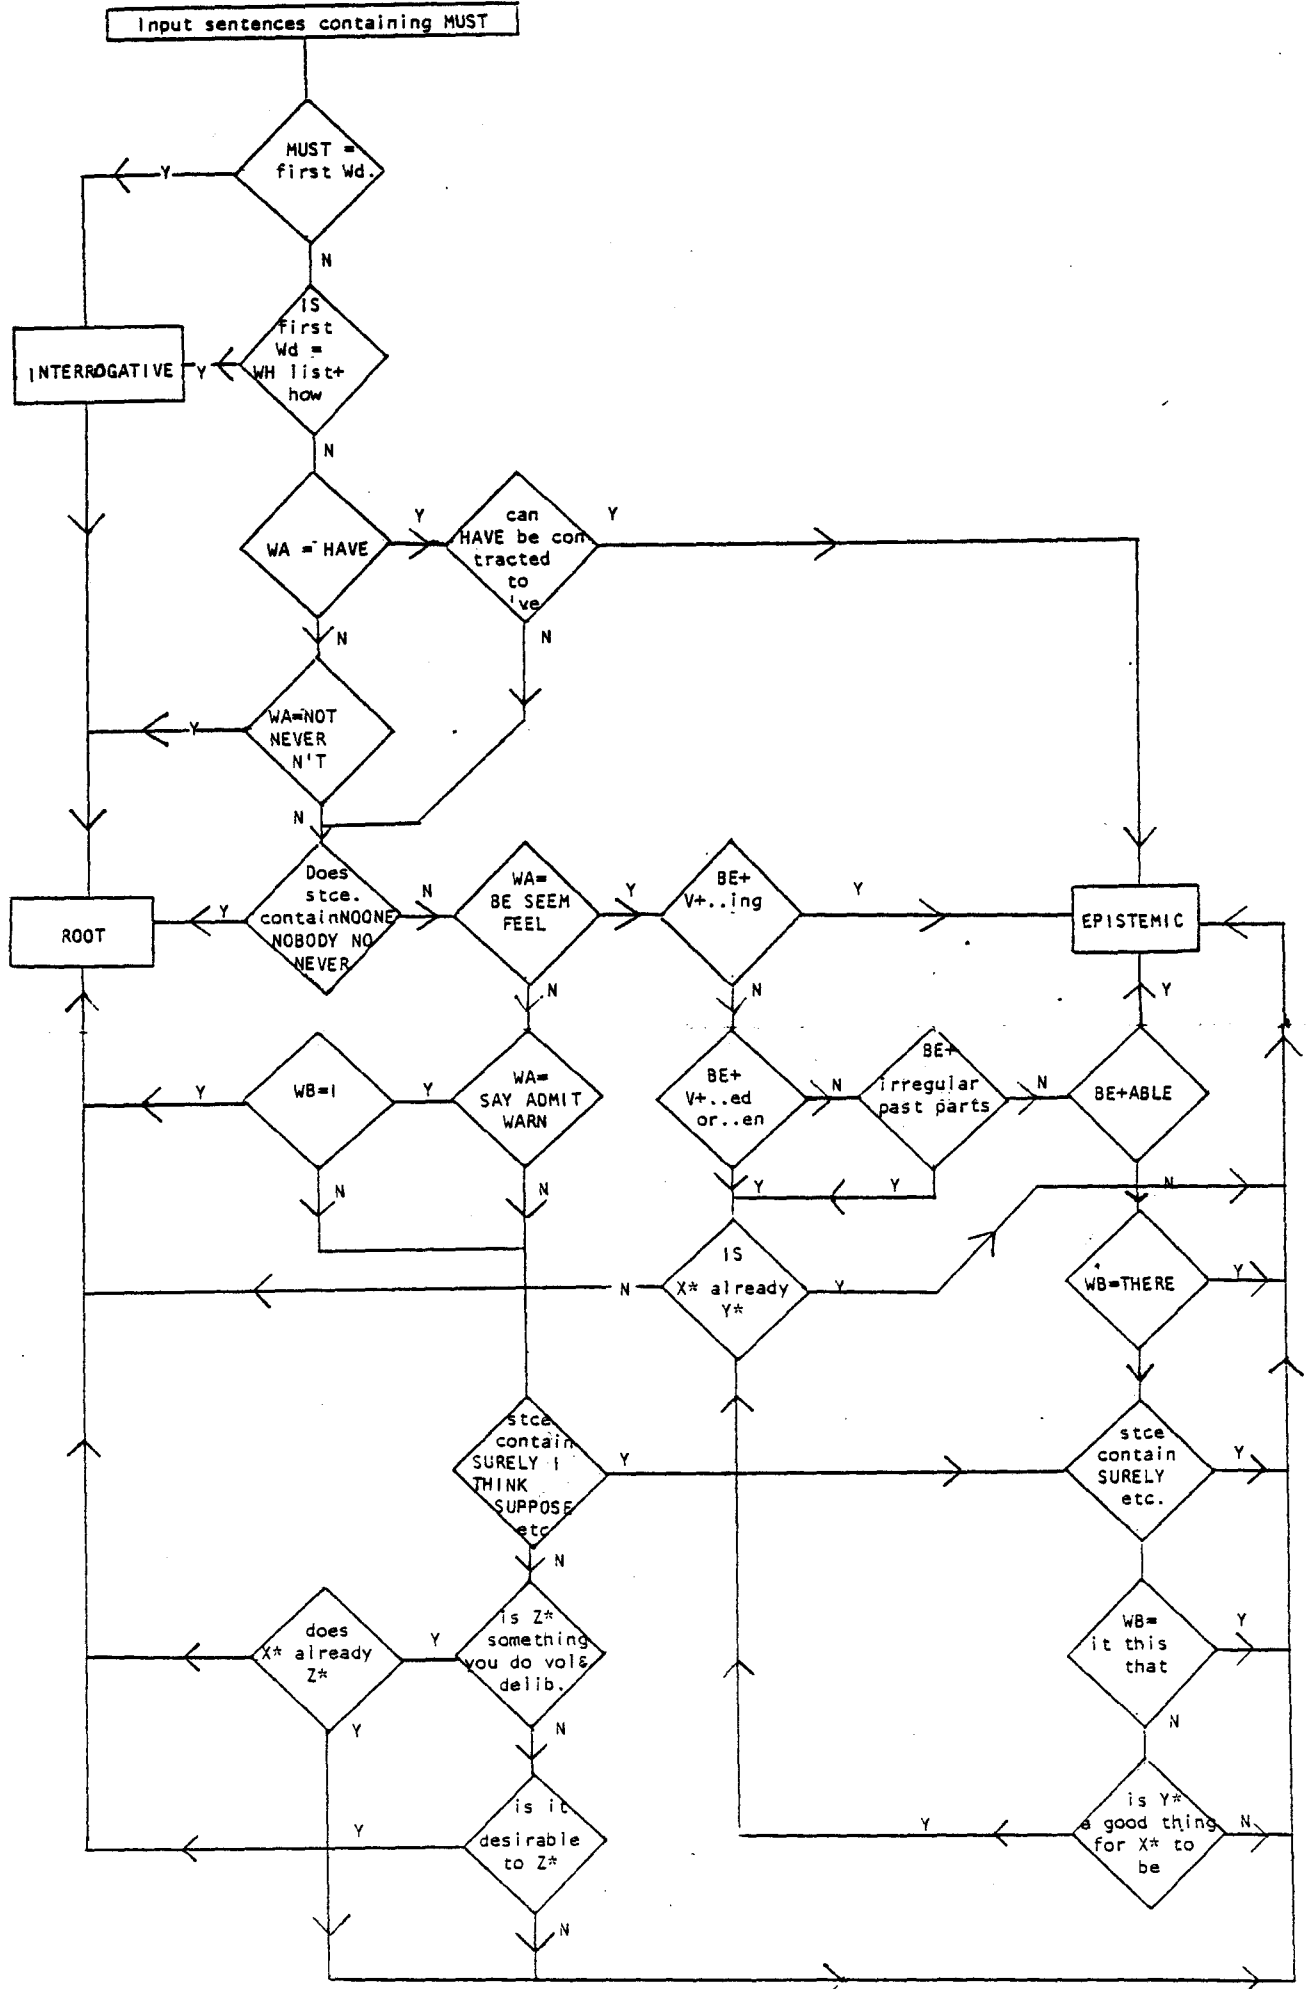 Input sentences containing MUST
MUST =
first Wd.
Y
N
IS
first
Wd =
WH list+
how
INTERROGATIVE
Y
N
WA = HAVE
Y
can
HAVE be con
tracted
to
've
Y
N
N
WA=NOT
NEVER
N'T
Y
N
Does
stce.
containNOONE
NOBODY NO
NEVER
Y
ROOT
N
WA=
BE SEEM
FEEL
Y
BE+
V+..ing
Y
EPISTEMIC
N
N
Y
WB=I
Y
Y
WA=
SAY ADMIT
WARN
BE+
V+..ed
or..en
N
BE+
irregular
past parts
N
BE+ABLE
N
N
Y
Y
N
IS
X* already
Y*
N
Y
WB=THERE
Y
stce
contain
SURELY I
THINK
SUPPOSE
etc
Y
stce
contain
SURELY
etc.
Y
N
does
X* already
Z*
Y
is Z*
something
you do vol&
delib.
WB=
it this
that
Y
Y
N
N
is it
desirable
to Z*
Y
is Y*
a good thing
for X* to
be
Y
N
N